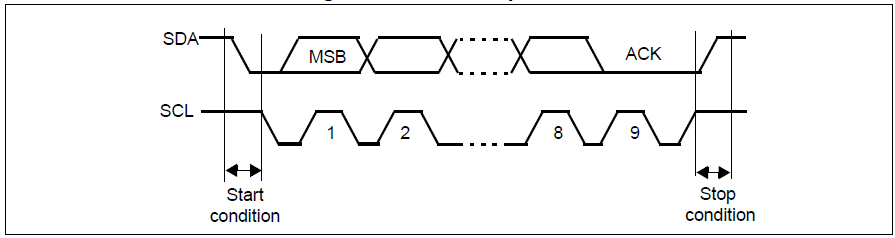 SDA
MSB
ACK
SCL
1
2
8
9
Start
condition
Stop
condition